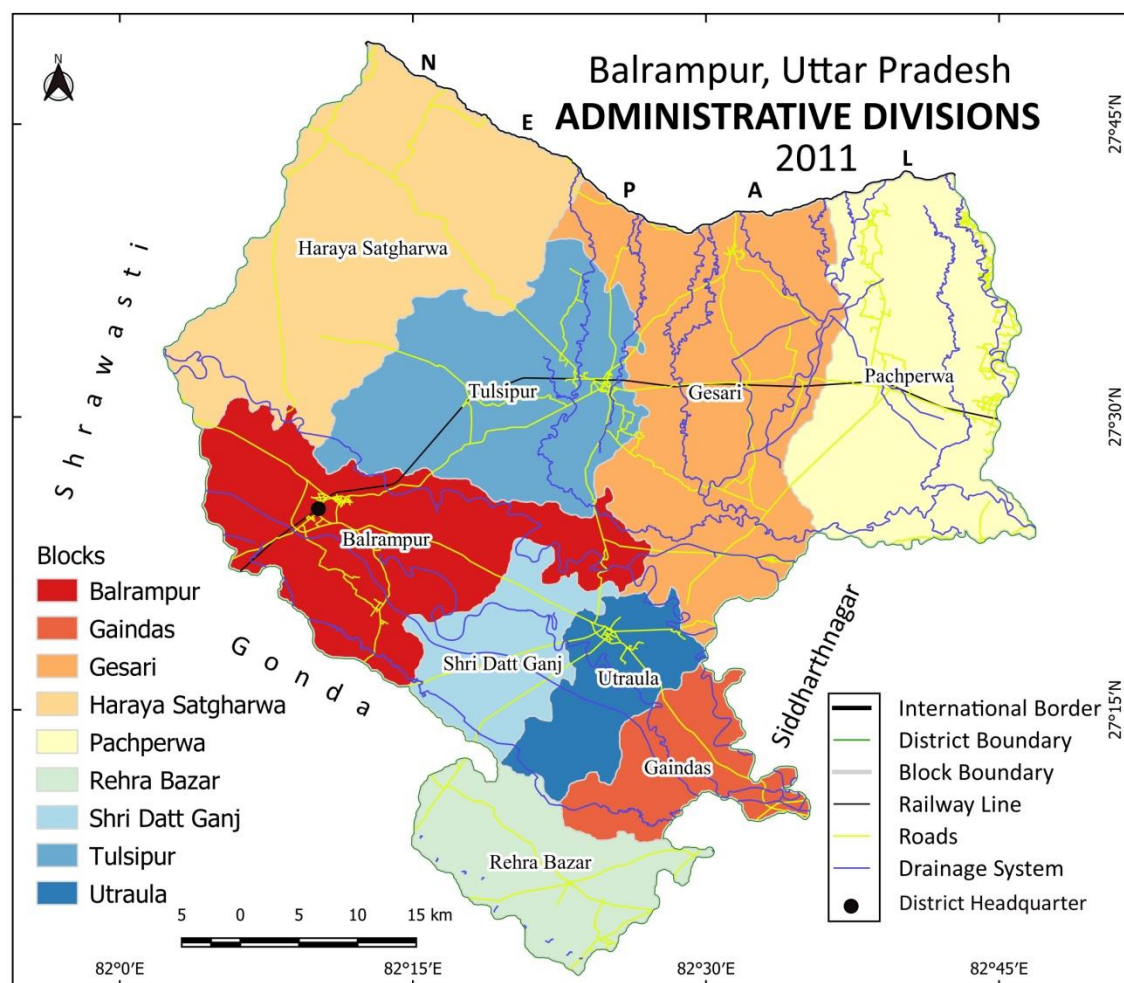 Balrampur, Uttar Pradesh
ADMINISTRATIVE DIVISIONS
2011
N
N
E
P
A
L
27°45'N
27°30'N
27°15'N
Shrawasti
Gonda
Siddharthnagar
Haraya Satgharwa
Tulsipur
Gesari
Pachperwa
Balrampur
Shri Datt Ganj
Utraula
Gaindas
Rehra Bazar
Blocks
Balrampur
Gaindas
Gesari
Haraya Satgharwa
Pachperwa
Rehra Bazar
Shri Datt Ganj
Tulsipur
Utraula
5 0 5 10 15 km
International Border
District Boundary
Block Boundary
Railway Line
Roads
Drainage System
District Headquarter
82°0'E
82°15'E
82°30'E
82°45'E